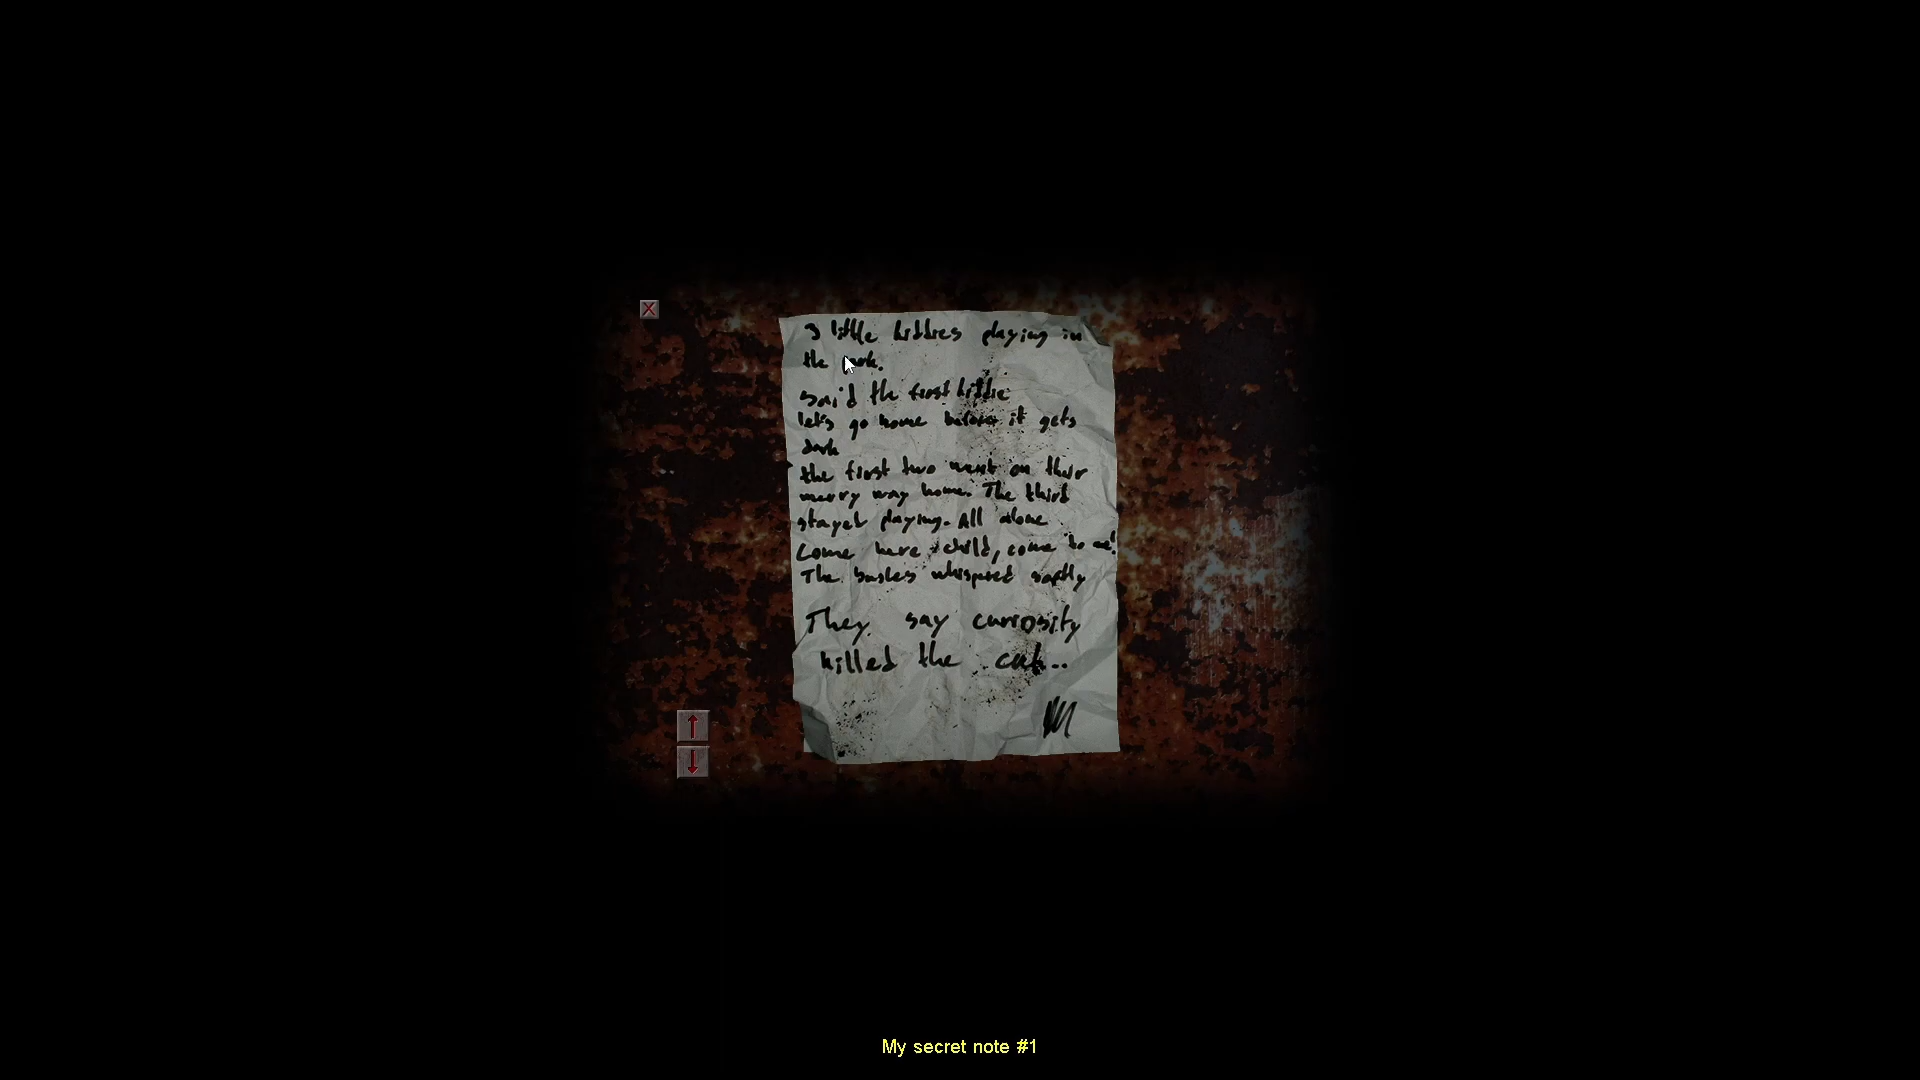 3 little kiddies playing in
the park.
said the first kiddie
let's go home before it gets
dark
the first two went on their
merry way home. The third
stayed playing. All alone
Come here child, come to me!
The bushes whispered softly
They say curiosity
killed the cat...
My secret note #1